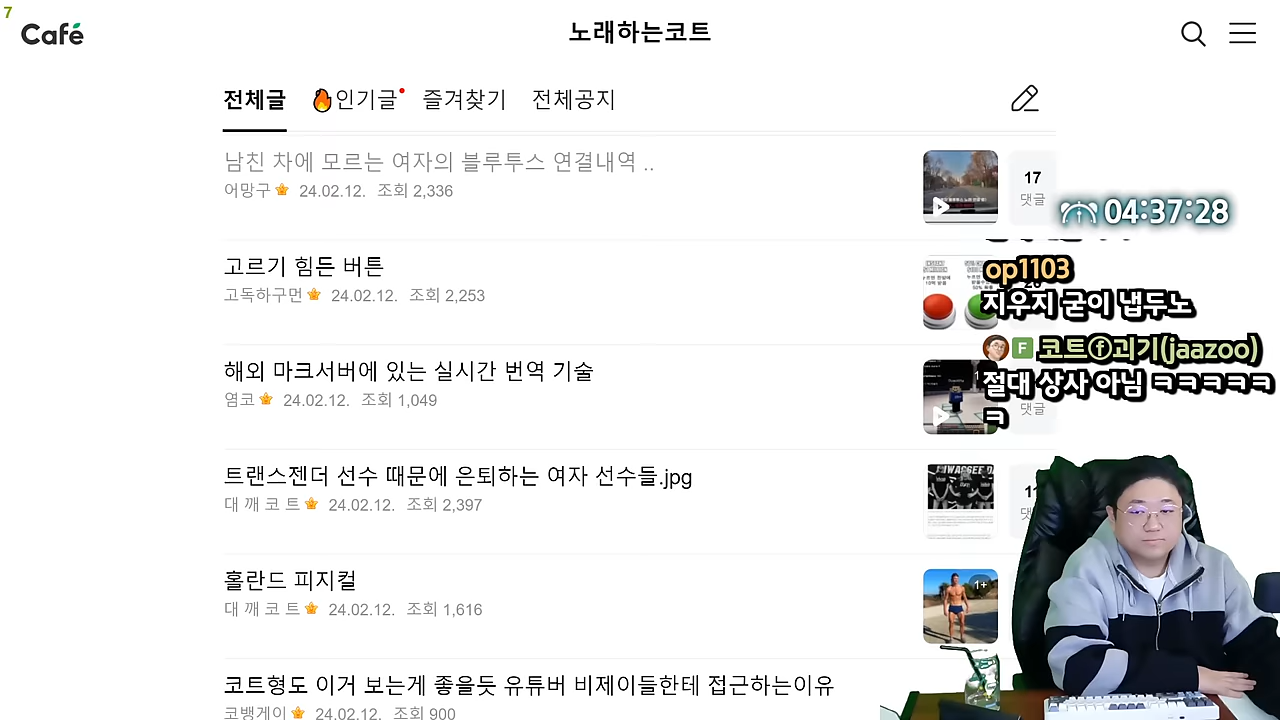 7
Café
노래하는코트
전체글 인기글 즐겨찾기 전체공지
남친 차에 모르는 여자의 블루투스 연결내역 ..
어망구 24.02.12. 조회 2,336
17
댓글
04:37:28
고르기 힘든 버튼
고독하구먼 24.02.12. 조회 2,253
op1103
지우지 굳이 냅두노
F 코트ⓕ괴기(jaazoo)
절대 상사 아님 ㅋㅋㅋㅋㅋ
ㅋ
해외 마크서버에 있는 실시간 번역 기술
염코 24.02.12. 조회 1,049
댓글
트랜스젠더 선수 때문에 은퇴하는 여자 선수들.jpg
대 깨 코 트 24.02.12. 조회 2,397
홀란드 피지컬
대 깨 코 트 24.02.12. 조회 1,616
1+
코트형도 이거 보는게 좋을듯 유튜버 비제이들한테 접근하는이유
코뱅게이 24.02.12. 조회 900